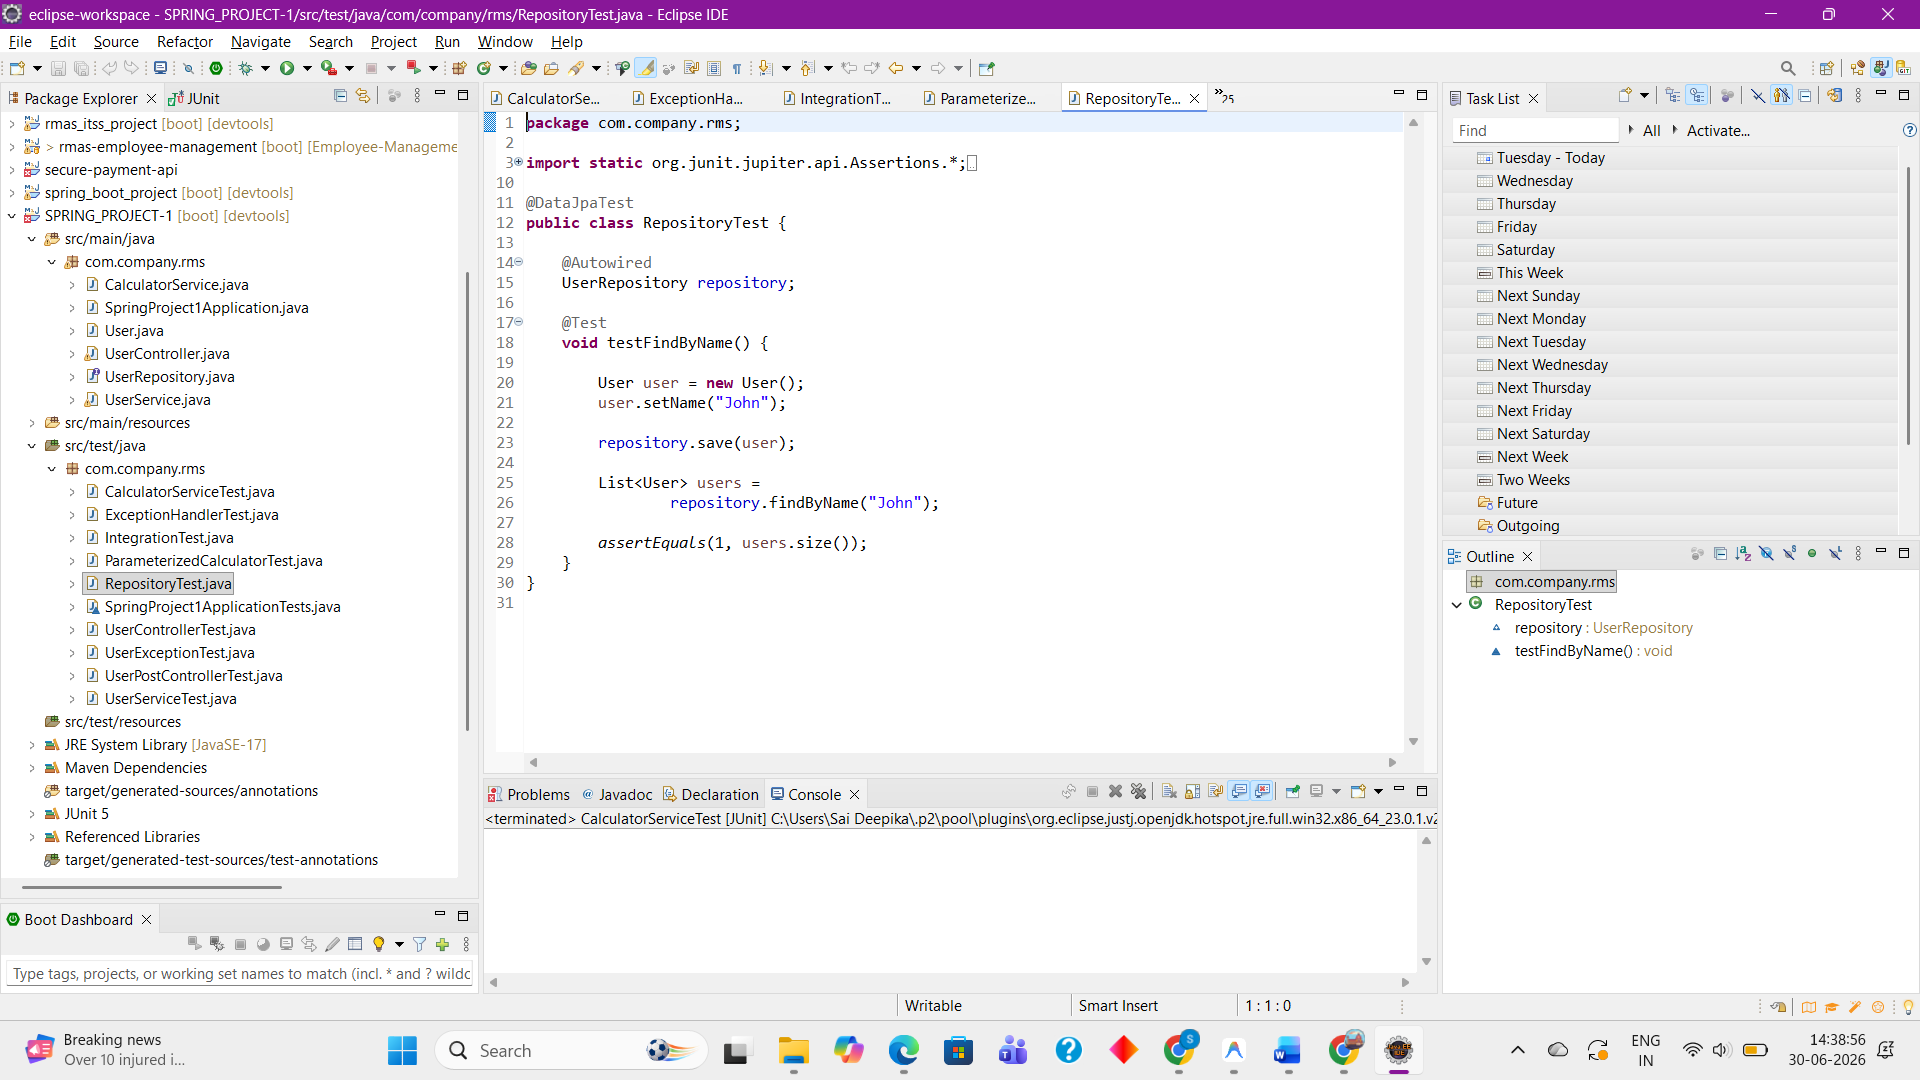 eclipse-workspace - SPRING_PROJECT-1/src/test/java/com/company/rms/RepositoryTest.java - Eclipse IDE
File Edit Source Refactor Navigate Search Project Run Window Help
Package Explorer
JUnit
rmas_itss_project [boot] [devtools]
> rmas-employee-management [boot] [Employee-Manageme
secure-payment-api
spring_boot_project [boot] [devtools]
SPRING_PROJECT-1 [boot] [devtools]
src/main/java
com.company.rms
CalculatorService.java
SpringProject1Application.java
User.java
UserController.java
UserRepository.java
UserService.java
src/main/resources
src/test/java
com.company.rms
CalculatorServiceTest.java
ExceptionHandlerTest.java
IntegrationTest.java
ParameterizedCalculatorTest.java
RepositoryTest.java
SpringProject1ApplicationTests.java
UserControllerTest.java
UserExceptionTest.java
UserPostControllerTest.java
UserServiceTest.java
src/test/resources
JRE System Library [JavaSE-17]
Maven Dependencies
target/generated-sources/annotations
JUnit 5
Referenced Libraries
target/generated-test-sources/test-annotations
Boot Dashboard
Type tags, projects, or working set names to match (incl. * and ? wildc
CalculatorSe... ExceptionHa... IntegrationT... Parameterize... RepositoryTe... »25
1 package com.company.rms;
2
3 import static org.junit.jupiter.api.Assertions.*;
10
11 @DataJpaTest
12 public class RepositoryTest {
13
14 @Autowired
15 UserRepository repository;
16
17 @Test
18 void testFindByName() {
19
20 User user = new User();
21 user.setName("John");
22
23 repository.save(user);
24
25 List<User> users =
26 repository.findByName("John");
27
28 assertEquals(1, users.size());
29 }
30 }
31
Problems Javadoc Declaration Console
<terminated> CalculatorServiceTest [JUnit] C:\Users\Sai Deepika\.p2\pool\plugins\org.eclipse.justj.openjdk.hotspot.jre.full.win32.x86_64_23.0.1.v2
Task List
Find
All
Activate...
Tuesday - Today
Wednesday
Thursday
Friday
Saturday
This Week
Next Sunday
Next Monday
Next Tuesday
Next Wednesday
Next Thursday
Next Friday
Next Saturday
Next Week
Two Weeks
Future
Outgoing
Outline
com.company.rms
RepositoryTest
repository : UserRepository
testFindByName() : void
Writable
Smart Insert
1 : 1 : 0
Breaking news
Over 10 injured i...
Search
ENG
IN
14:38:56
30-06-2026